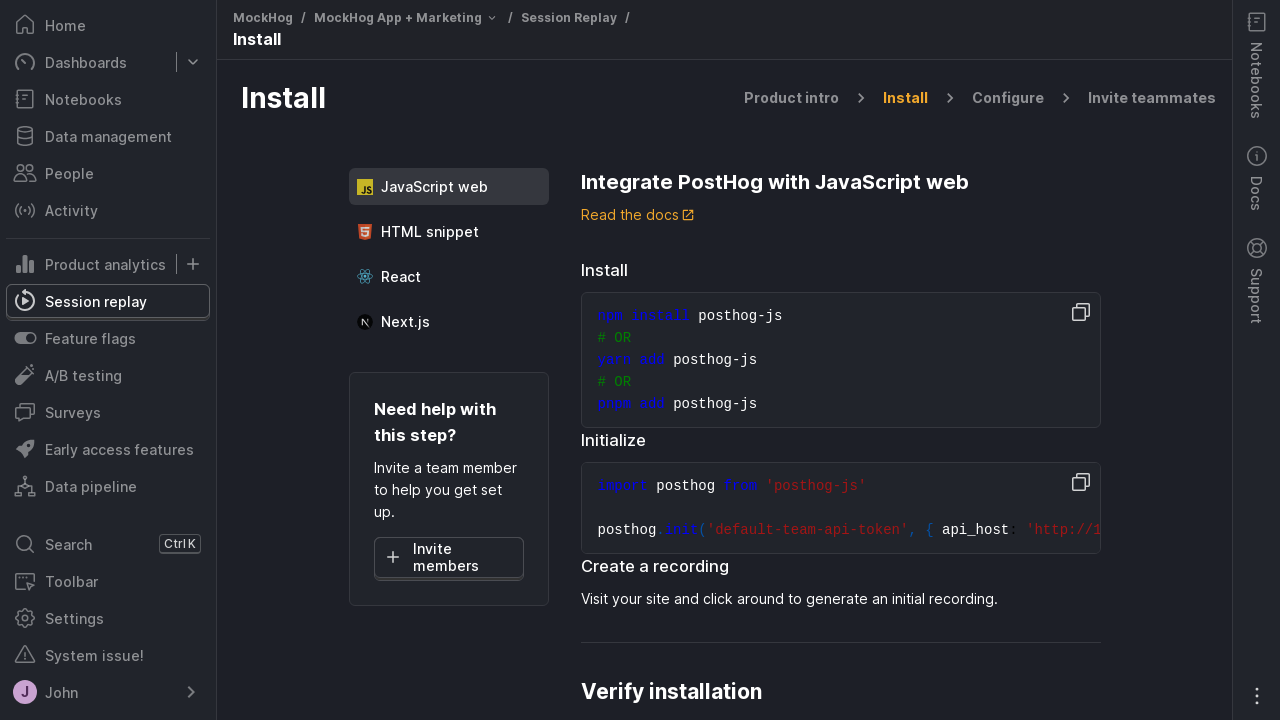 Home
Dashboards
Notebooks
Data management
People
Activity
Product analytics
Session replay
Feature flags
A/B testing
Surveys
Early access features
Data pipeline
Search Ctrl K
Toolbar
Settings
System issue!
J John
MockHog / MockHog App + Marketing / Session Replay /
Install
Install
Product intro Install Configure Invite teammates
JavaScript web
HTML snippet
React
Next.js
Need help with
this step?
Invite a team member
to help you get set
up.
Invite
members
Integrate PostHog with JavaScript web
Read the docs
Install
npm install posthog-js
# OR
yarn add posthog-js
# OR
pnpm add posthog-js
Initialize
import posthog from 'posthog-js'
posthog.init('default-team-api-token', { api_host: 'http://1
Create a recording
Visit your site and click around to generate an initial recording.
Verify installation
Notebooks
Docs
Support